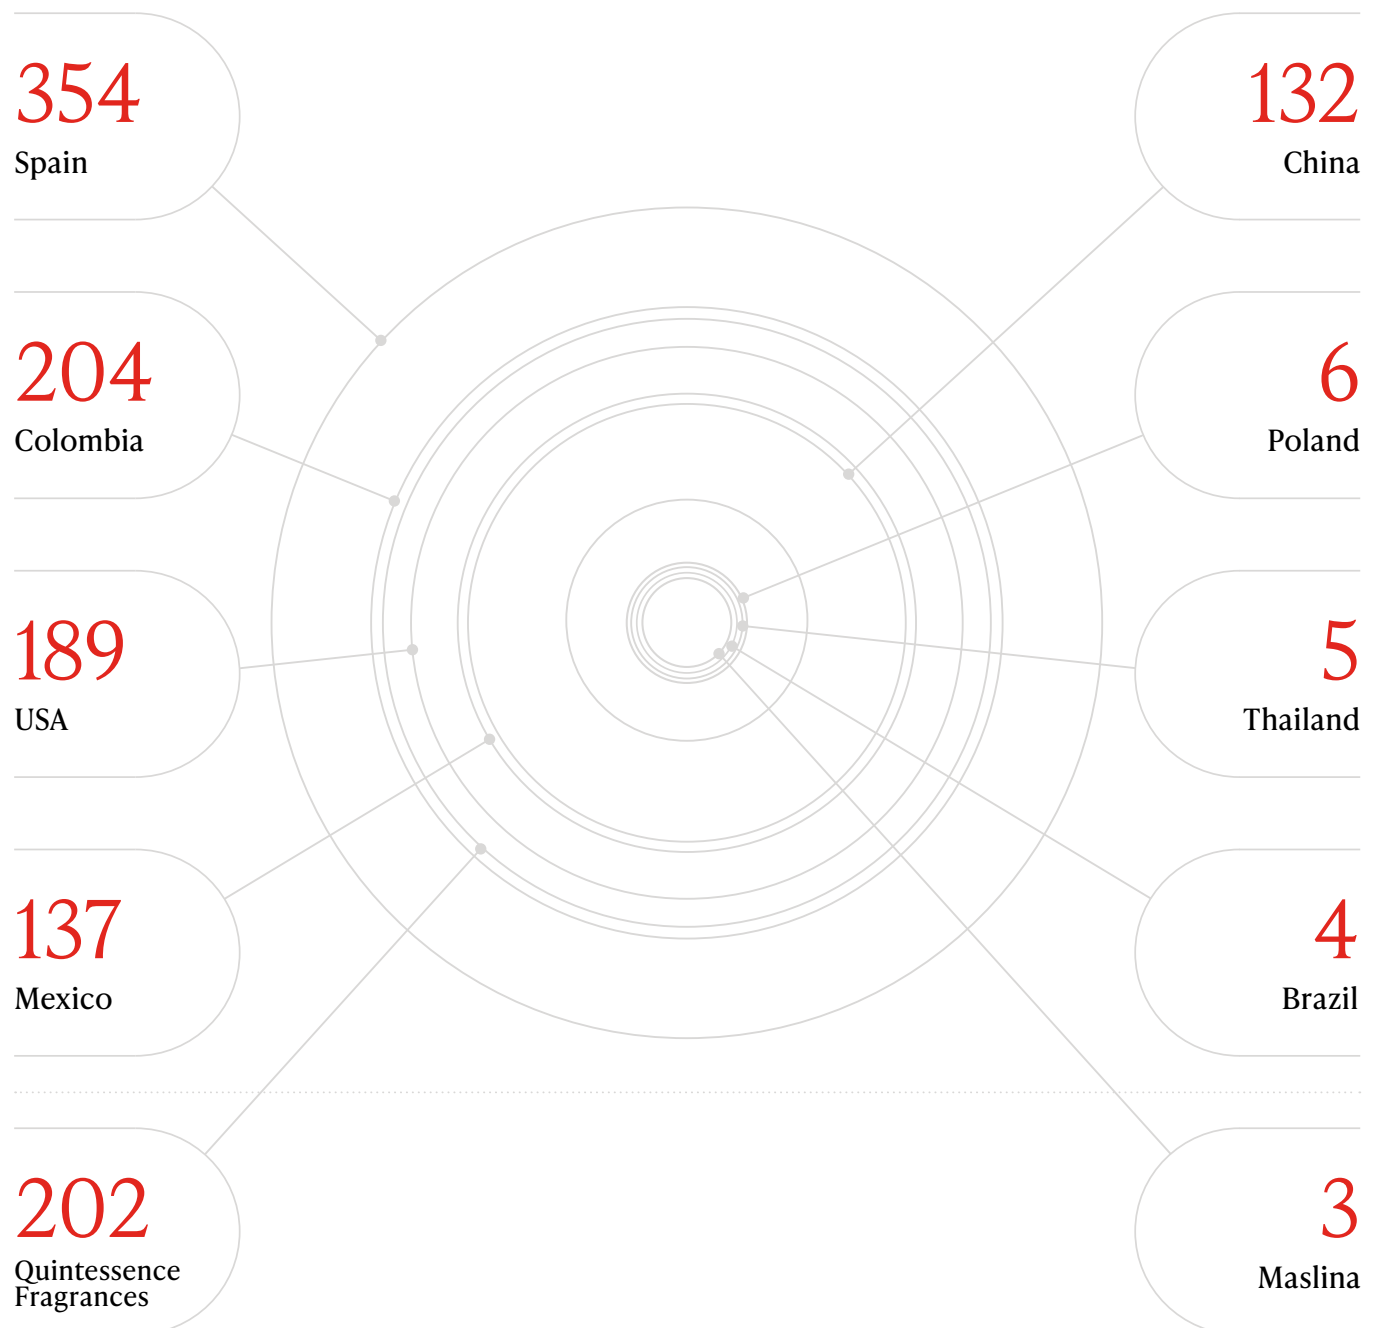 354
Spain
204
Colombia
189
USA
137
Mexico
202
Quintessence
Fragrances
132
China
6
Poland
5
Thailand
4
Brazil
3
Maslina